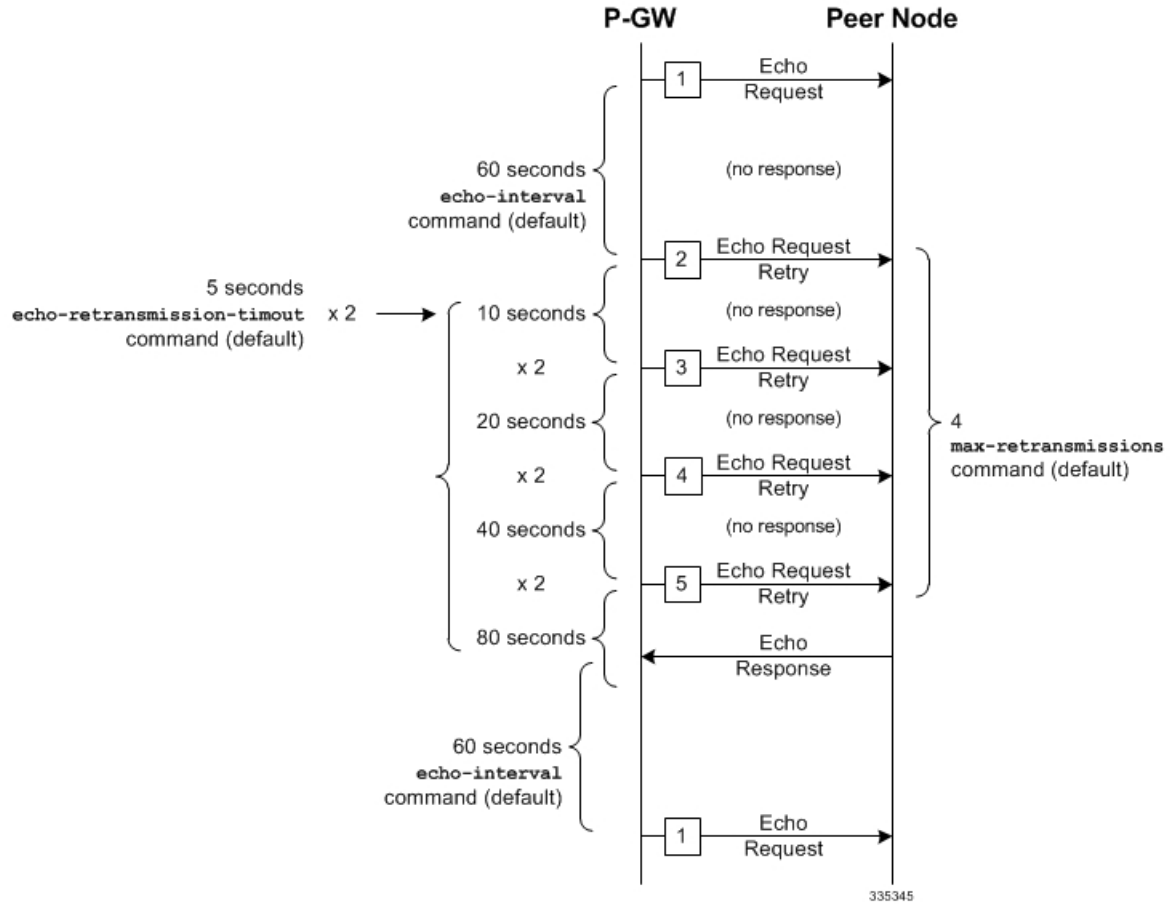 P-GW
Peer Node
1
Echo
Request
60 seconds
echo-interval
command (default)
(no response)
2
Echo Request
Retry
5 seconds
echo-retransmission-timout
command (default)
x 2
10 seconds
(no response)
x 2
3
Echo Request
Retry
20 seconds
(no response)
4
max-retransmissions
command (default)
x 2
4
Echo Request
Retry
40 seconds
(no response)
x 2
5
Echo Request
Retry
80 seconds
Echo
Response
60 seconds
echo-interval
command (default)
1
Echo
Request
335345